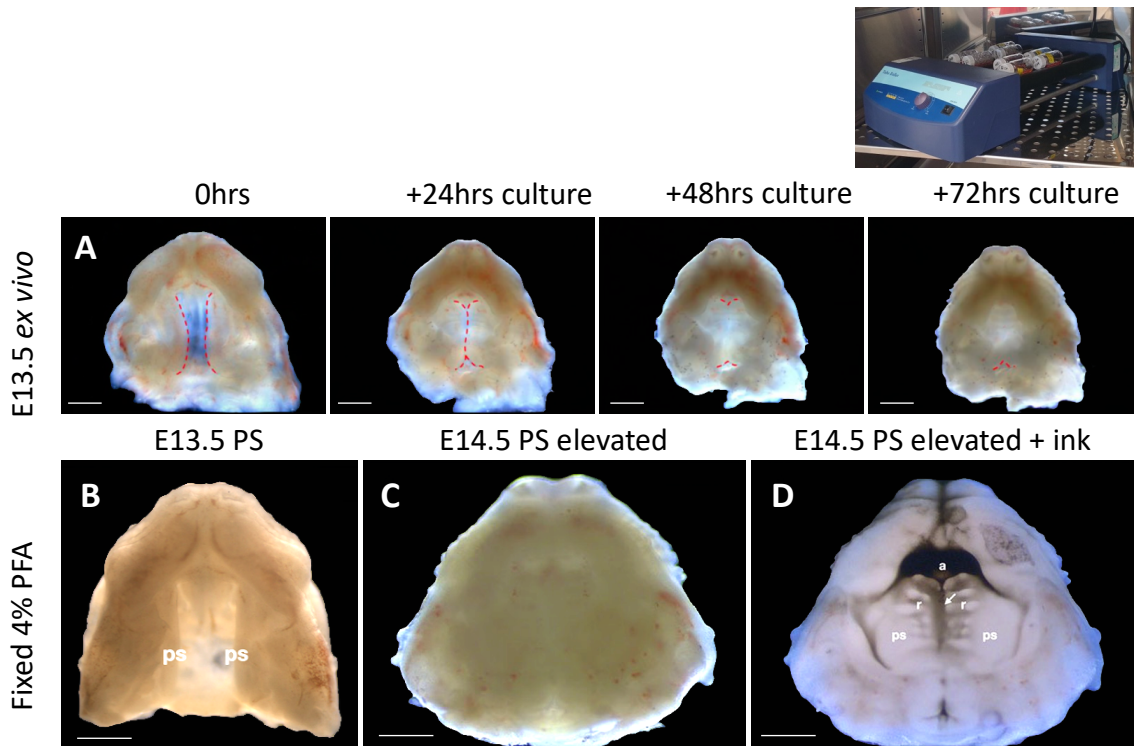 0hrs
+24hrs culture
+48hrs culture
+72hrs culture
E13.5 ex vivo
A
E13.5 PS
E14.5 PS elevated
E14.5 PS elevated + ink
Fixed 4% PFA
B
ps
ps
C
D
a
r
r
ps
ps